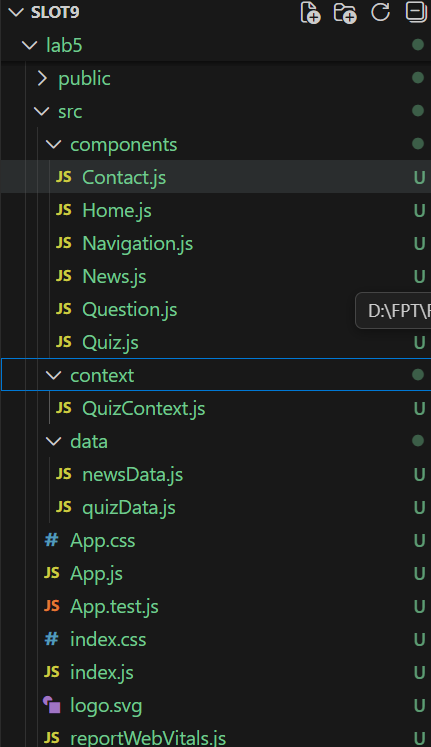 SLOT9
lab5
public
src
components
JS Contact.js U
JS Home.js U
JS Navigation.js U
JS News.js U
JS Question.js
D:\FPT\F
JS Quiz.js U
context
JS QuizContext.js U
data
JS newsData.js U
JS quizData.js U
# App.css U
JS App.js U
JS App.test.js U
# index.css U
JS index.js U
logo.svg U
JS reportWebVitals.js U